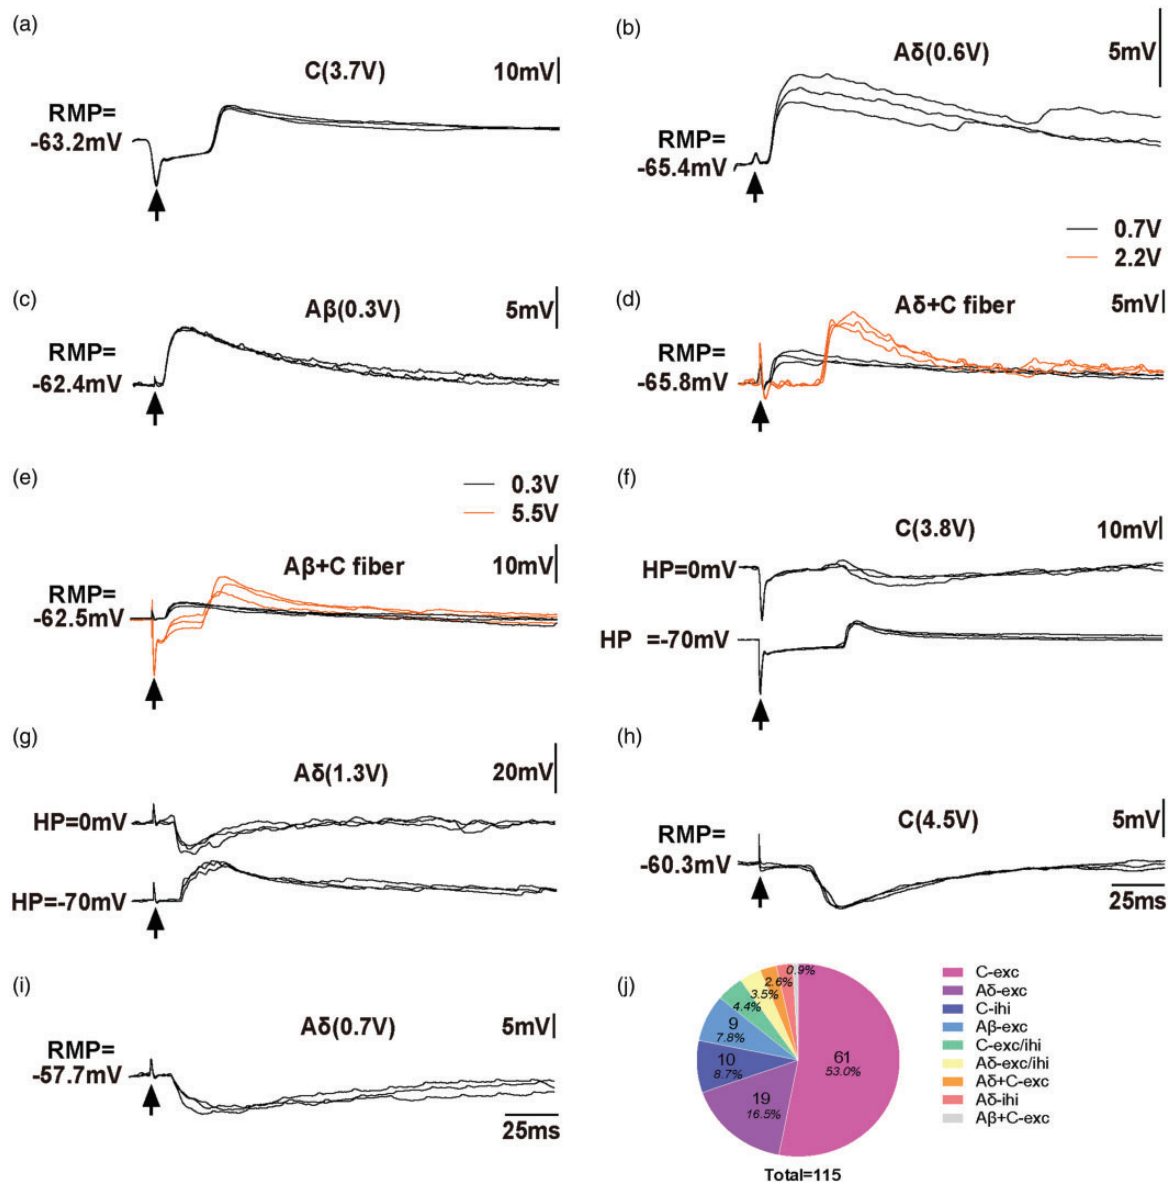 (a)
C(3.7V)
10mV
RMP=
-63.2mV
(b)
Aδ(0.6V)
5mV
RMP=
-65.4mV
(c)
Aβ(0.3V)
5mV
RMP=
-62.4mV
0.7V
2.2V
(d)
Aδ+C fiber
5mV
RMP=
-65.8mV
(e)
0.3V
5.5V
Aβ+C fiber
10mV
RMP=
-62.5mV
(f)
C(3.8V)
10mV
HP=0mV
HP =-70mV
(g)
Aδ(1.3V)
20mV
HP=0mV
HP=-70mV
(h)
C(4.5V)
5mV
RMP=
-60.3mV
25ms
(i)
Aδ(0.7V)
5mV
RMP=
-57.7mV
25ms
(j)
0.9%
2.6%
3.5%
4.4%
9
7.8%
10
8.7%
19
16.5%
61
53.0%
Total=115
C-exc
Aδ-exc
C-ihi
Aβ-exc
C-exc/ihi
Aδ-exc/ihi
Aδ+C-exc
Aδ-ihi
Aβ+C-exc